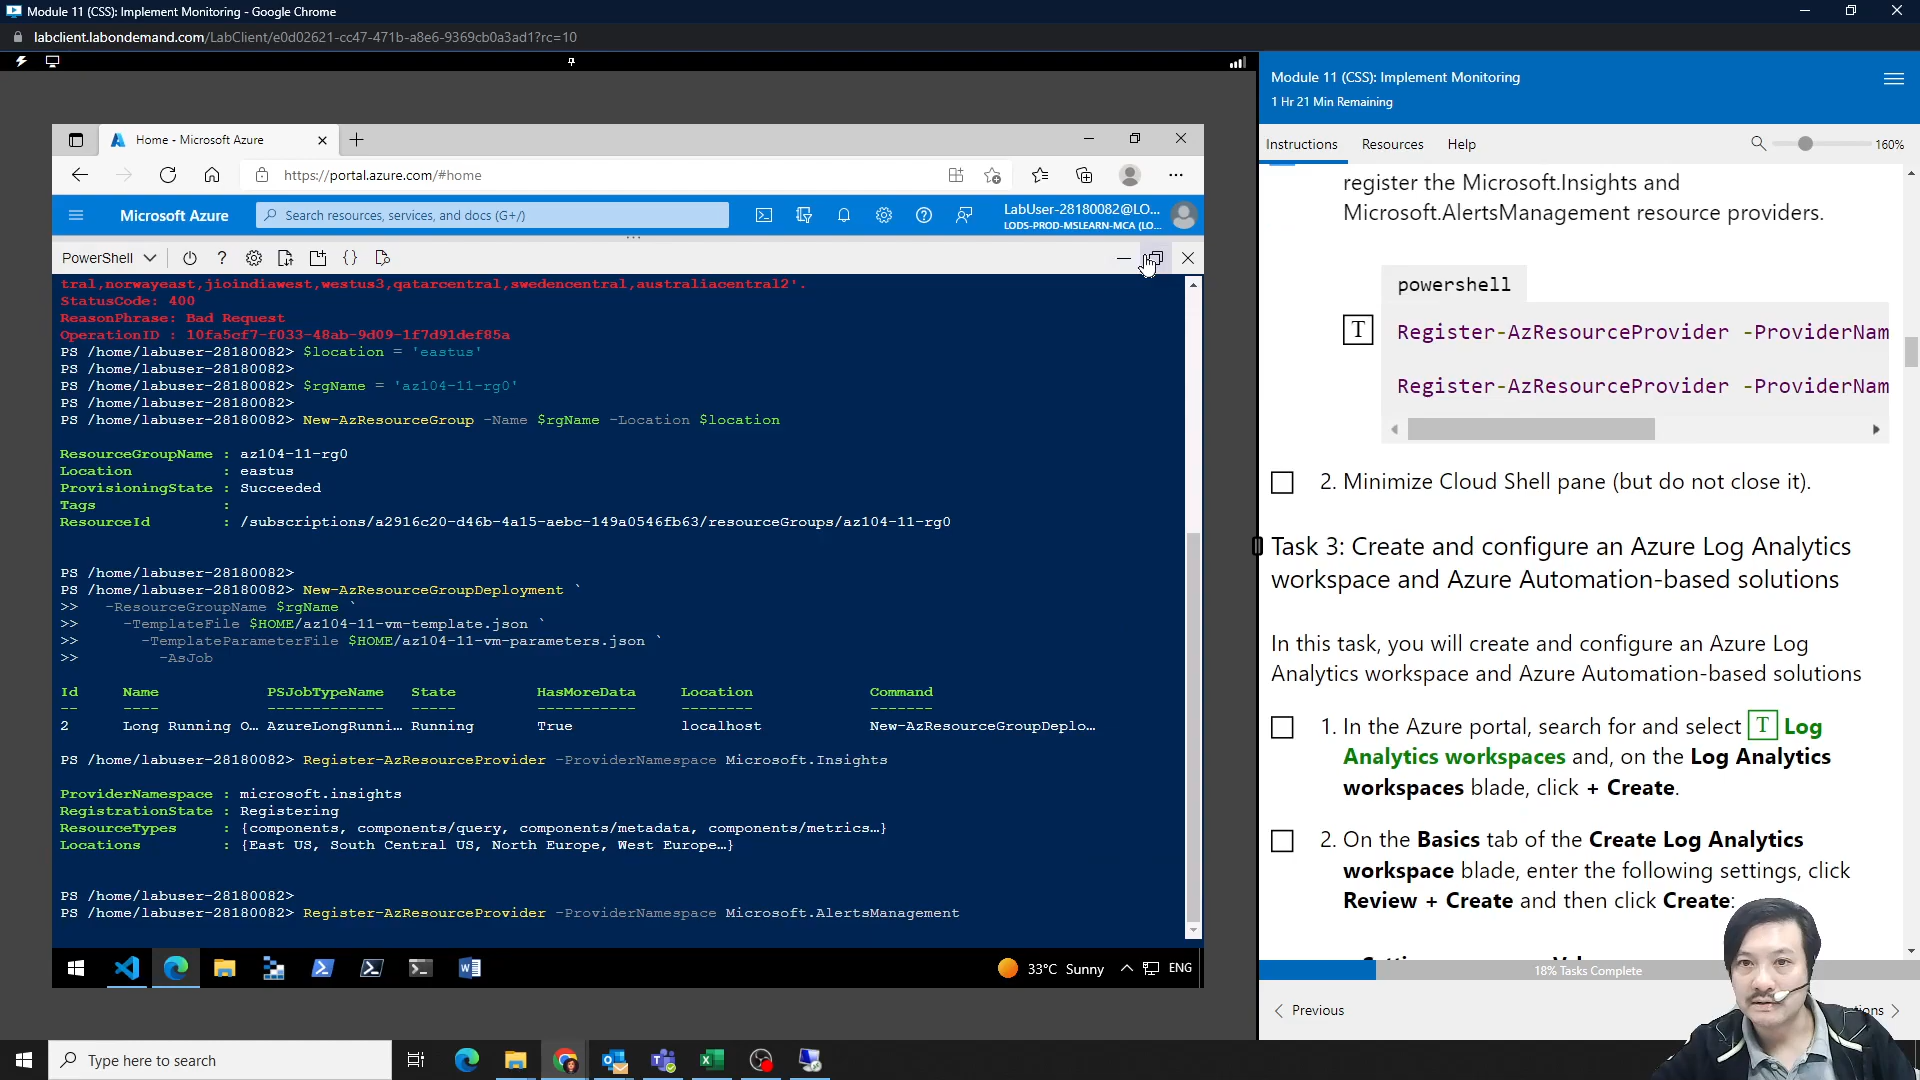 Module 11 (CSS): Implement Monitoring - Google Chrome
labclient.labondemand.com/LabClient/e0d02621-cc47-471b-a8e6-9369cb0a3ad1?rc=10
Home - Microsoft Azure
https://portal.azure.com/#home
Microsoft Azure
Search resources, services, and docs (G+/)
LabUser-28180082@LO...
LODS-PROD-MSLEARN-MCA (LO...
PowerShell
tral,norwayeast,jioindiawest,westus3,qatarcentral,swedencentral,australiacentral2'.
StatusCode: 400
ReasonPhrase: Bad Request
OperationID : 10fa5cf7-f033-48ab-9d09-1f7d91def85a
PS /home/labuser-28180082> $location = 'eastus'
PS /home/labuser-28180082>
PS /home/labuser-28180082> $rgName = 'az104-11-rg0'
PS /home/labuser-28180082>
PS /home/labuser-28180082> New-AzResourceGroup -Name $rgName -Location $location
ResourceGroupName : az104-11-rg0
Location : eastus
ProvisioningState : Succeeded
Tags :
ResourceId : /subscriptions/a2916c20-d46b-4a15-aebc-149a0546fb63/resourceGroups/az104-11-rg0
PS /home/labuser-28180082>
PS /home/labuser-28180082> New-AzResourceGroupDeployment `
>> -ResourceGroupName $rgName `
>> -TemplateFile $HOME/az104-11-vm-template.json `
>> -TemplateParameterFile $HOME/az104-11-vm-parameters.json `
>> -AsJob
Id Name PSJobTypeName State HasMoreData Location Command
-- ---- ------------- ----- ----------- -------- -------
2 Long Running O… AzureLongRunni… Running True localhost New-AzResourceGroupDeplo…
PS /home/labuser-28180082> Register-AzResourceProvider -ProviderNamespace Microsoft.Insights
ProviderNamespace : microsoft.insights
RegistrationState : Registering
ResourceTypes : {components, components/query, components/metadata, components/metrics…}
Locations : {East US, South Central US, North Europe, West Europe…}
PS /home/labuser-28180082>
PS /home/labuser-28180082> Register-AzResourceProvider -ProviderNamespace Microsoft.AlertsManagement
33°C Sunny
ENG
Module 11 (CSS): Implement Monitoring
1 Hr 21 Min Remaining
Instructions Resources Help
160%
register the Microsoft.Insights and
Microsoft.AlertsManagement resource providers.
powershell
T
Register-AzResourceProvider -ProviderNam
Register-AzResourceProvider -ProviderNam
2. Minimize Cloud Shell pane (but do not close it).
Task 3: Create and configure an Azure Log Analytics
workspace and Azure Automation-based solutions
In this task, you will create and configure an Azure Log
Analytics workspace and Azure Automation-based solutions
1. In the Azure portal, search for and select T Log
Analytics workspaces and, on the Log Analytics
workspaces blade, click + Create.
2. On the Basics tab of the Create Log Analytics
workspace blade, enter the following settings, click
Review + Create and then click Create:
18% Tasks Complete
Previous
Type here to search